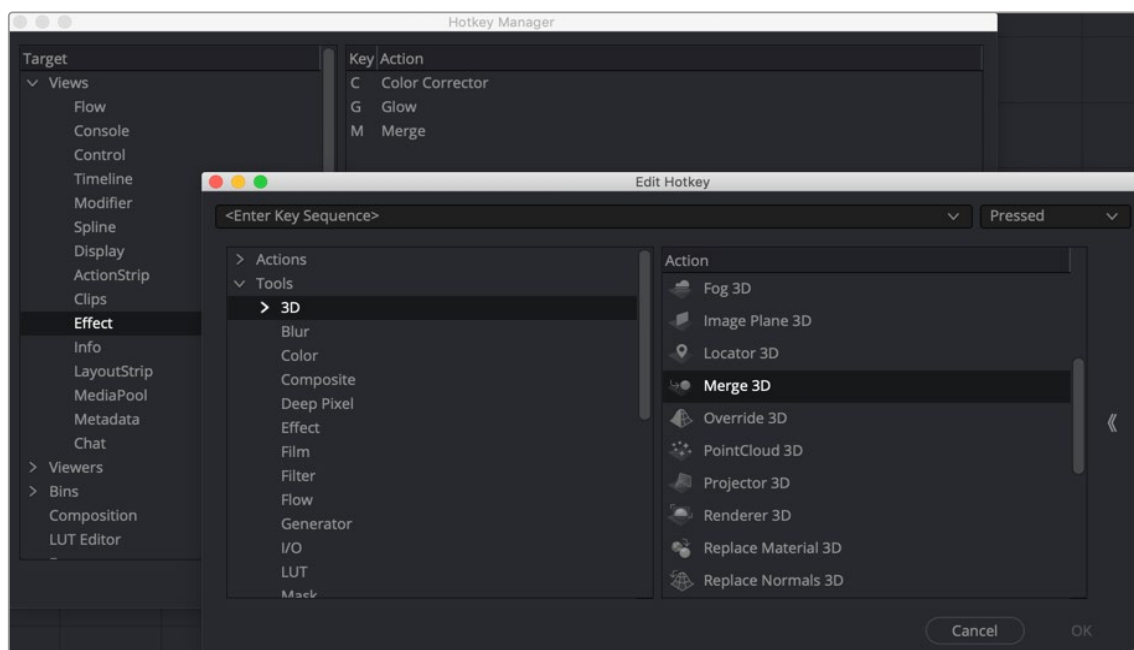 Hotkey Manager
Target
Key Action
Views
Flow
Console
Control
Timeline
Modifier
Spline
Display
ActionStrip
Clips
Effect
Info
LayoutStrip
MediaPool
Metadata
Chat
Viewers
Bins
Composition
LUT Editor
C Color Corrector
G Glow
M Merge
Edit Hotkey
<Enter Key Sequence>
Pressed
Actions
Tools
3D
Blur
Color
Composite
Deep Pixel
Effect
Film
Filter
Flow
Generator
I/O
LUT
Mask
Action
Fog 3D
Image Plane 3D
Locator 3D
Merge 3D
Override 3D
PointCloud 3D
Projector 3D
Renderer 3D
Replace Material 3D
Replace Normals 3D
Cancel
OK